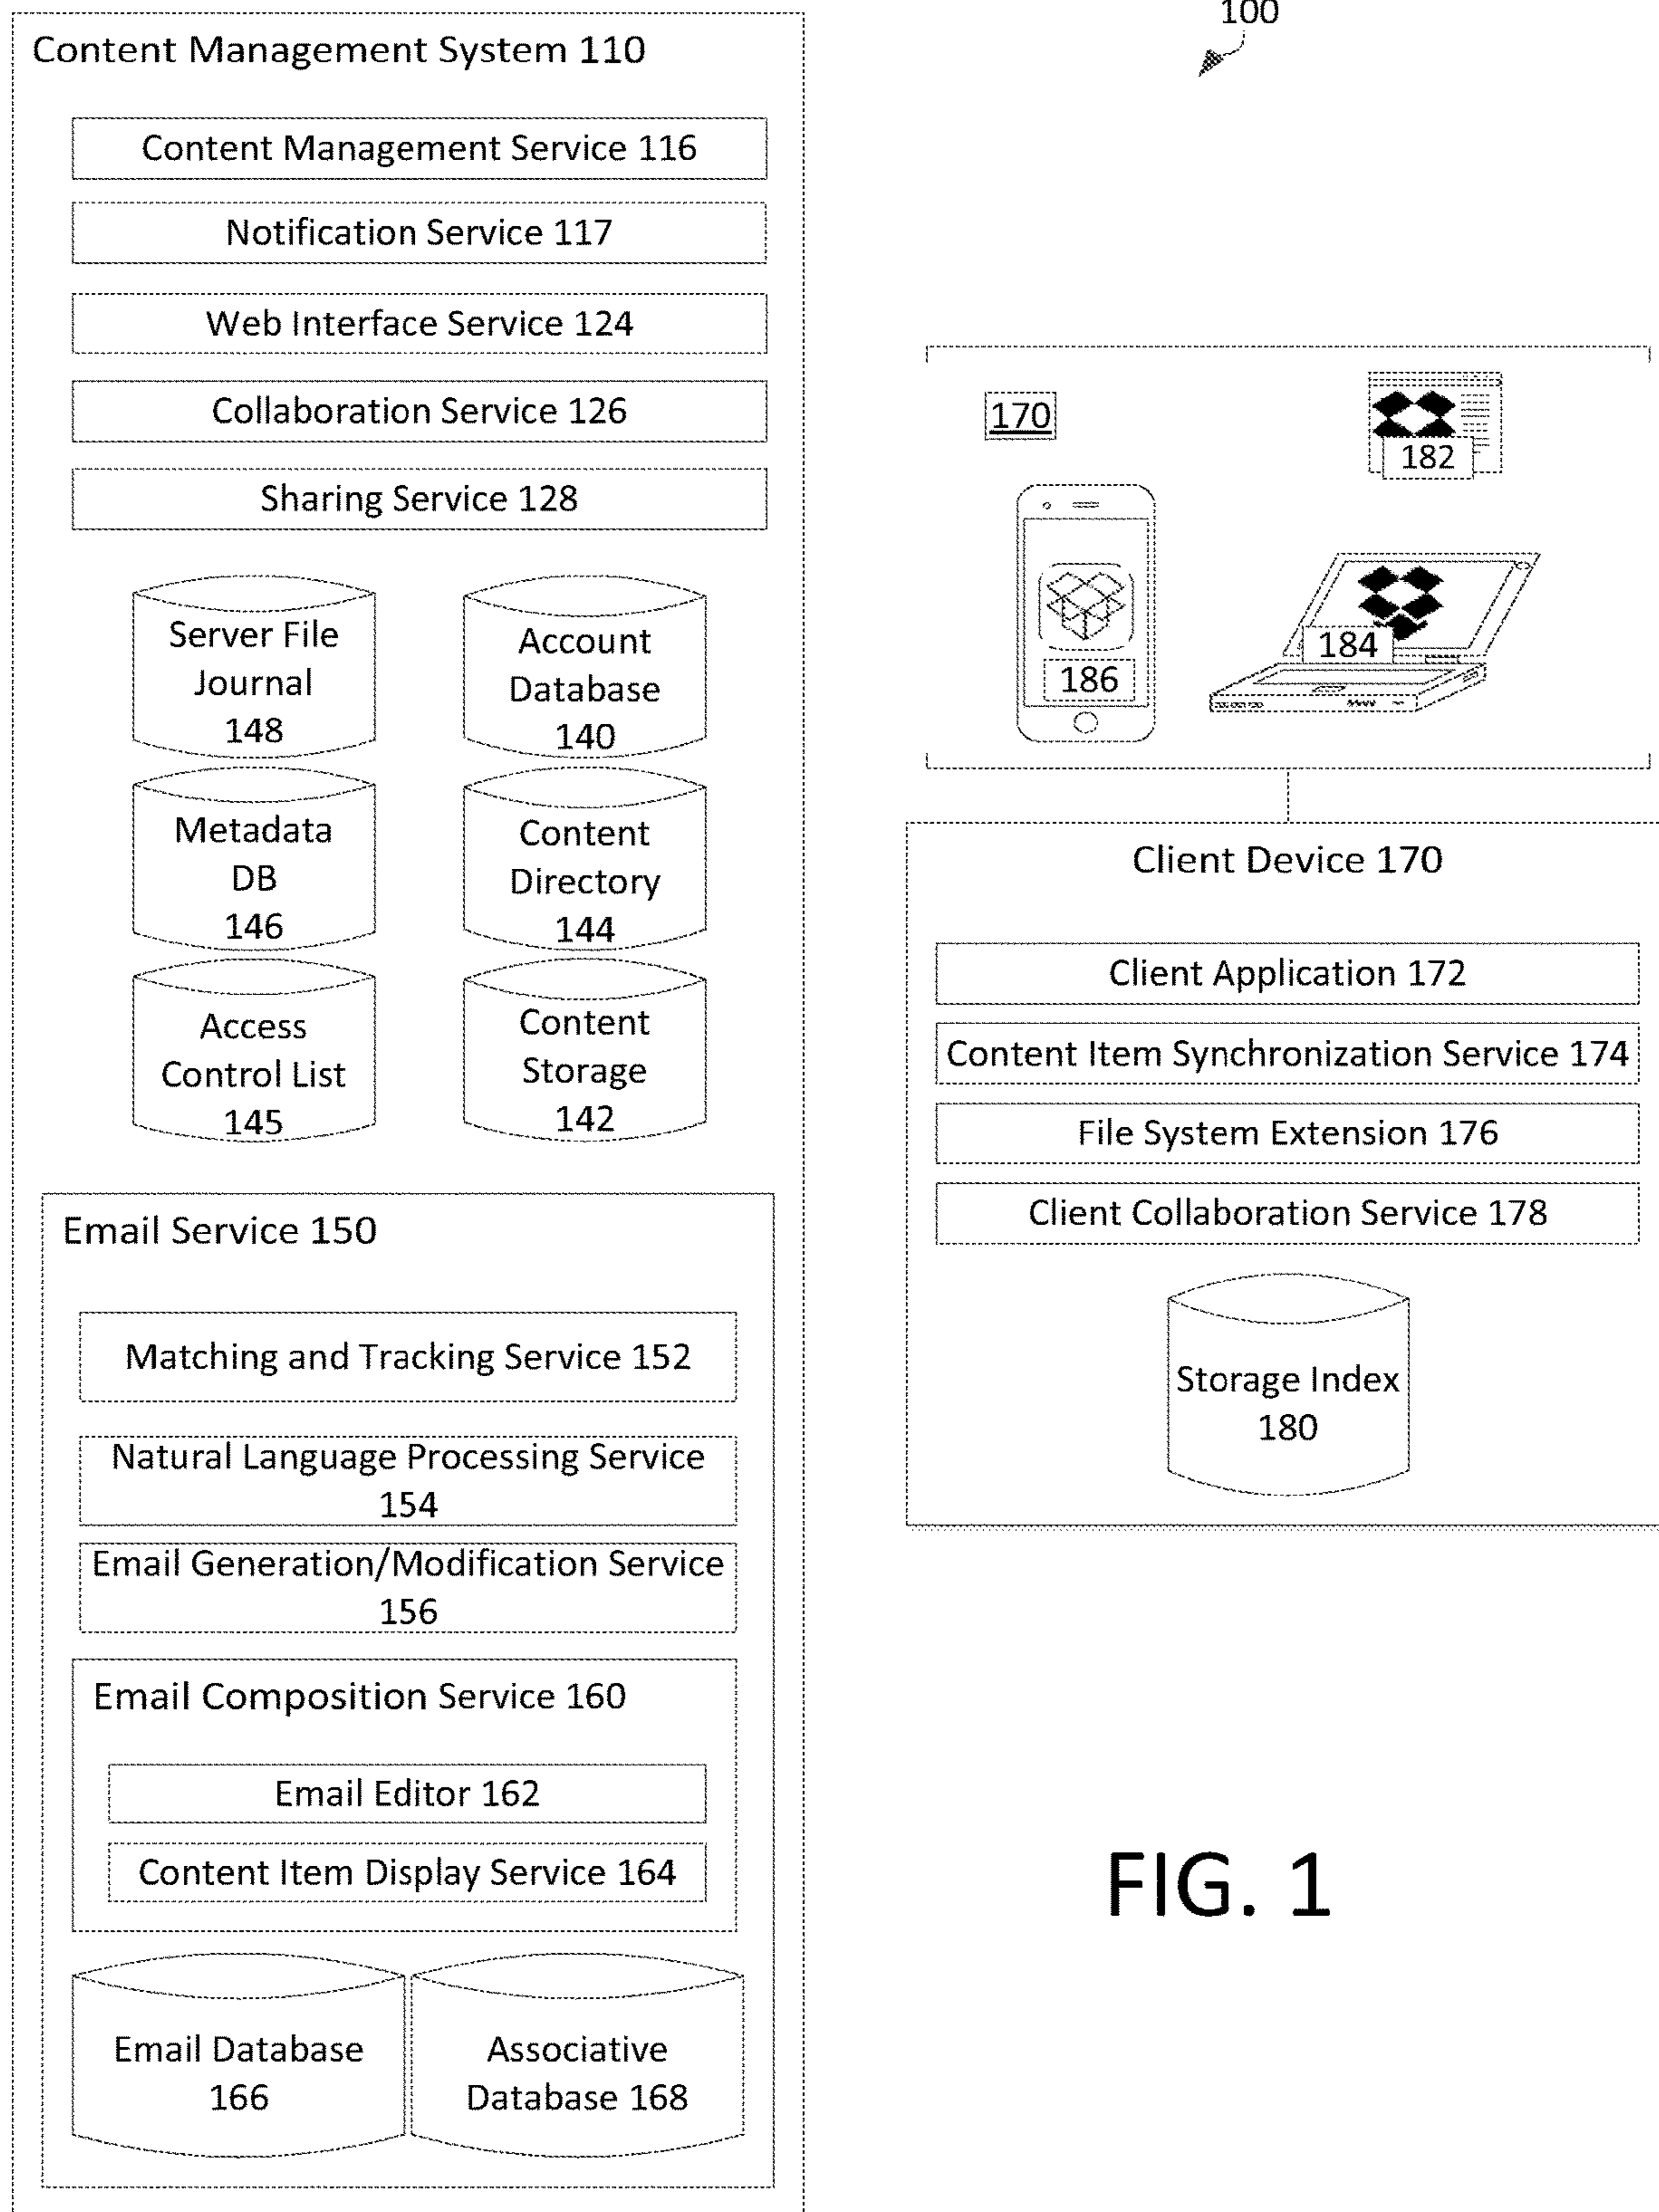 100
Content Management System 110
Content Management Service 116
Notification Service 117
Web Interface Service 124
Collaboration Service 126
Sharing Service 128
Server File
Journal
148
Account
Database
140
Metadata
DB
146
Content
Directory
144
Access
Control List
145
Content
Storage
142
Email Service 150
Matching and Tracking Service 152
Natural Language Processing Service
154
Email Generation/Modification Service
156
Email Composition Service 160
Email Editor 162
Content Item Display Service 164
Email Database
166
Associative
Database 168
170
182
184
186
Client Device 170
Client Application 172
Content Item Synchronization Service 174
File System Extension 176
Client Collaboration Service 178
Storage Index
180
FIG. 1